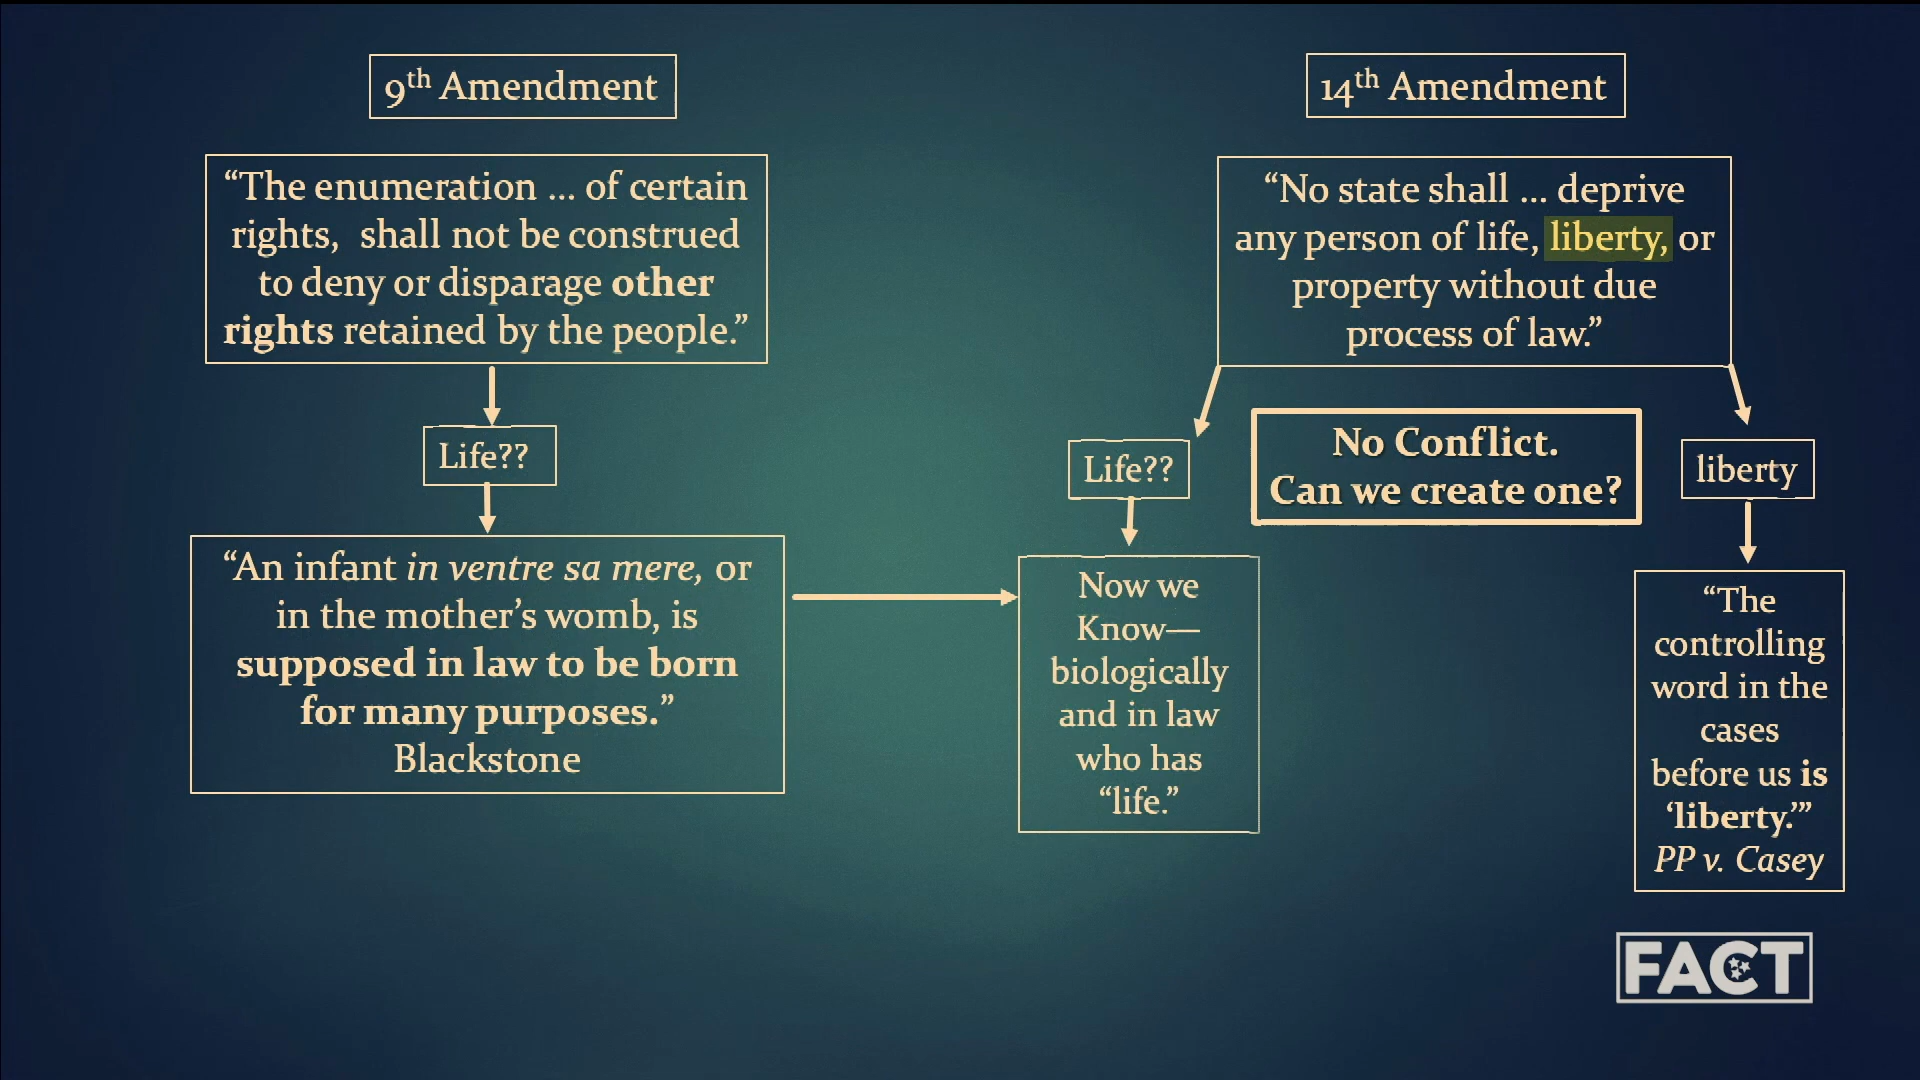 9th Amendment
“The enumeration ... of certain
rights,  shall not be construed
to deny or disparage other
rights retained by the people.”
Life??
“An infant in ventre sa mere, or
in the mother’s womb, is
supposed in law to be born
for many purposes.”
Blackstone
14th Amendment
“No state shall ... deprive
any person of life, liberty, or
property without due
process of law.”
Life??
No Conflict.
Can we create one?
liberty
Now we
Know—
biologically
and in law
who has
“life.”
“The
controlling
word in the
cases
before us is
‘liberty.’”
PP v. Casey
FACT